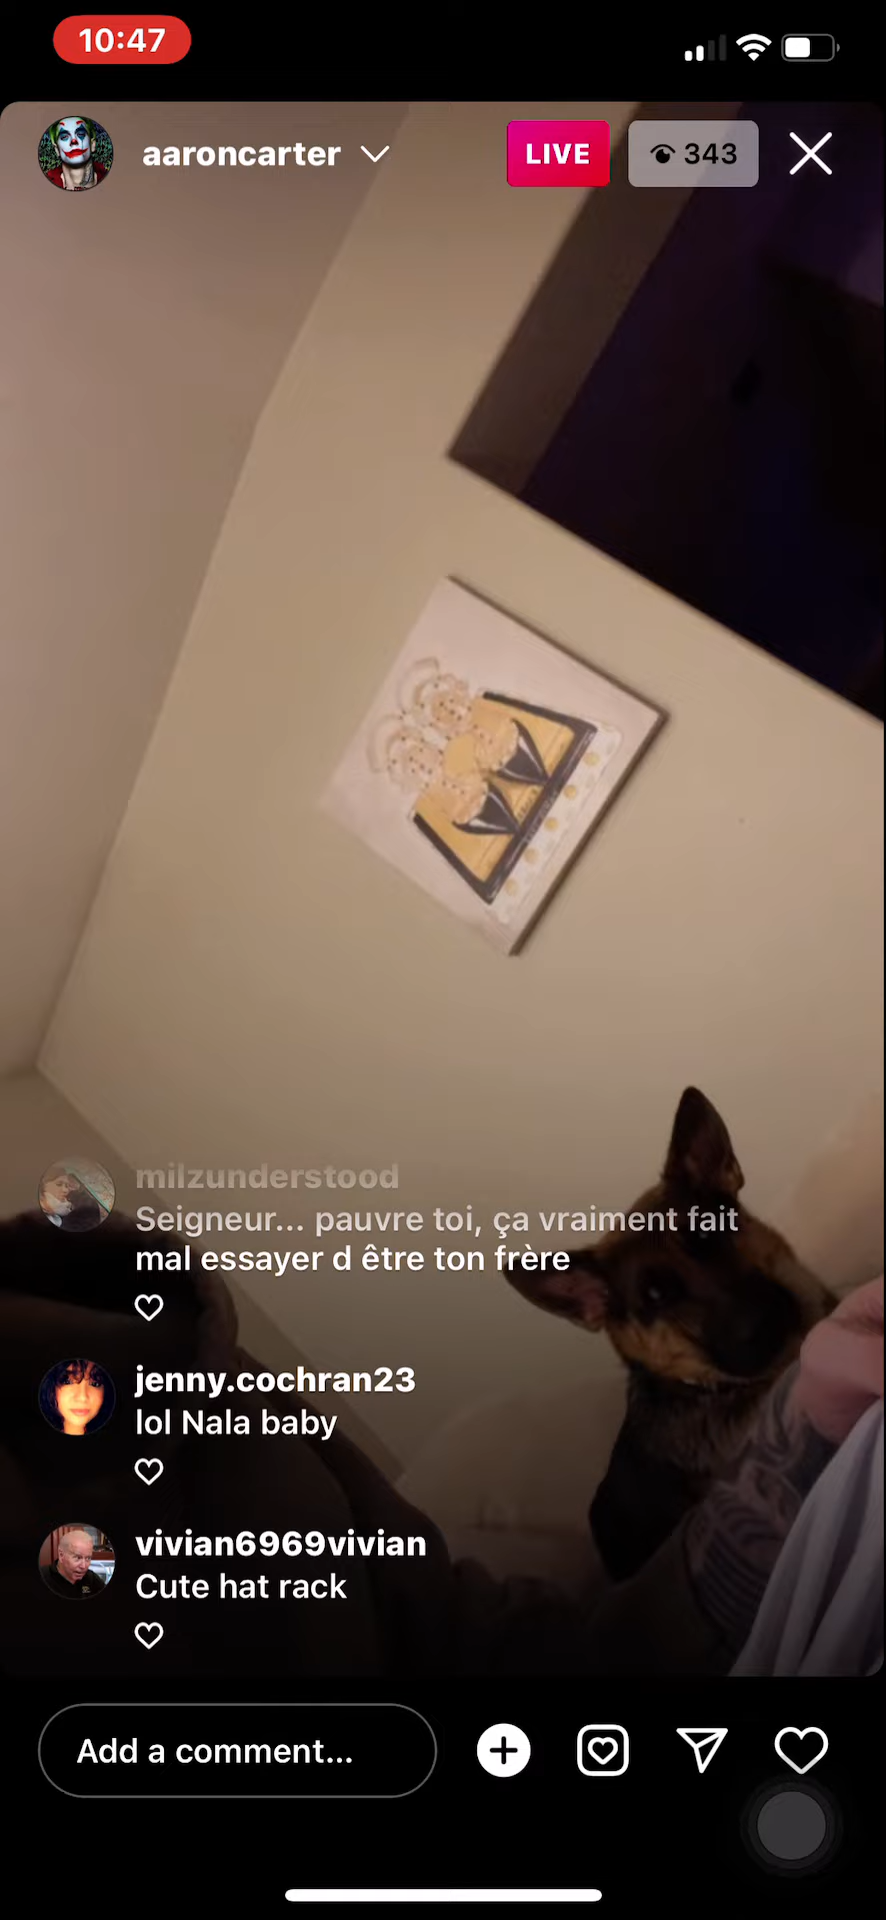 10:47
aaroncarter
LIVE
343
milzunderstood
Seigneur... pauvre toi, ça vraiment fait
mal essayer d être ton frère
jenny.cochran23
lol Nala baby
vivian6969vivian
Cute hat rack
Add a comment...